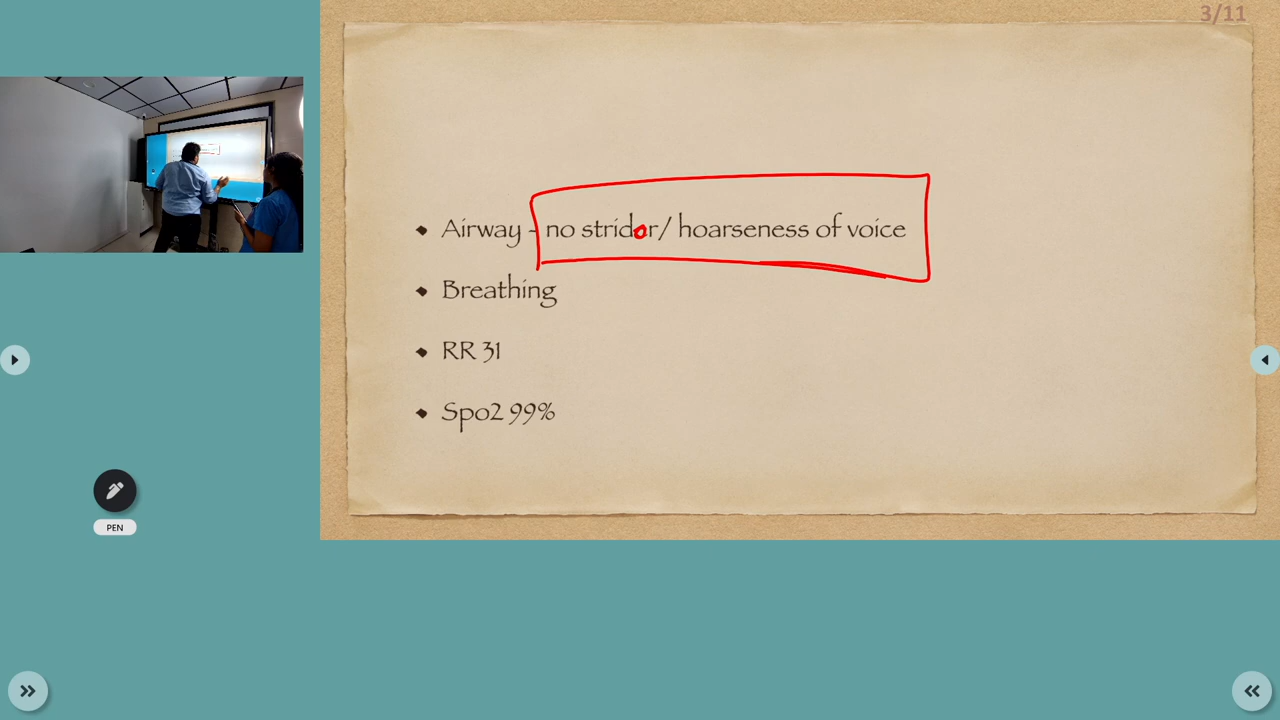 3/11
Airway - no stridor/ hoarseness of voice
Breathing
RR 31
Spo2 99%
PEN